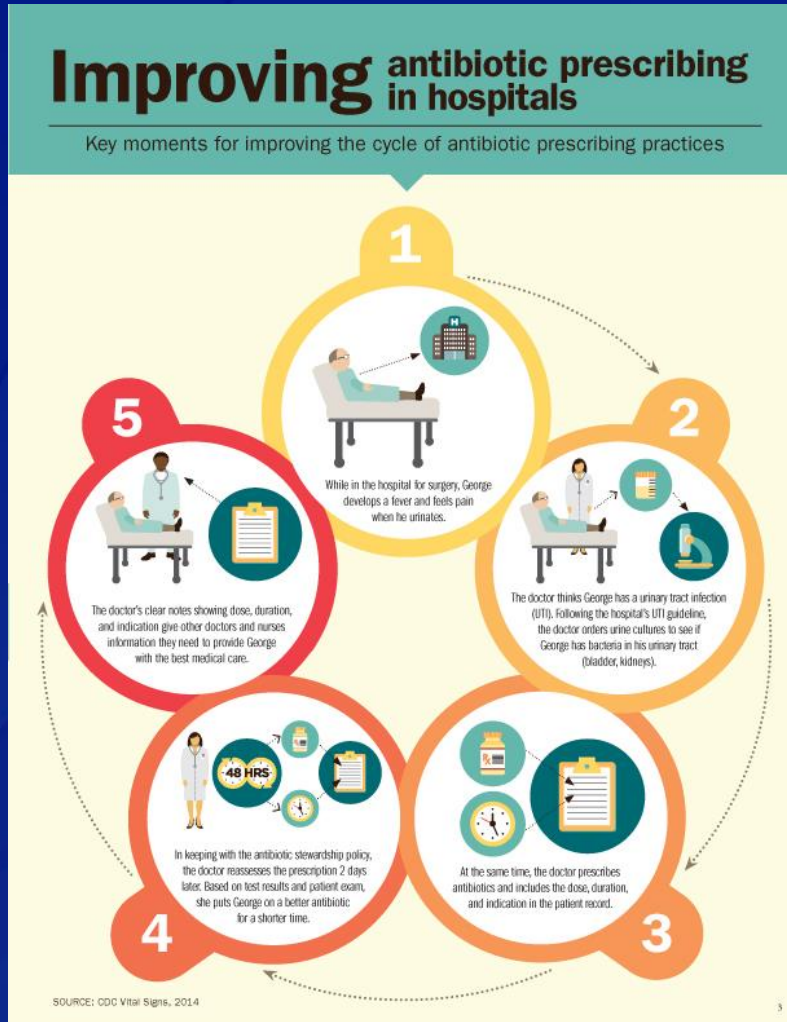 Improving antibiotic prescribing
in hospitals
Key moments for improving the cycle of antibiotic prescribing practices
1
H
While in the hospital for surgery, George
develops a fever and feels pain
when he urinates.
2
The doctor thinks George has a urinary tract infection
(UTI). Following the hospital's UTI guideline,
the doctor orders urine cultures to see if
George has bacteria in his urinary tract
(bladder, kidneys).
Rx
At the same time, the doctor prescribes
antibiotics and includes the dose, duration,
and indication in the patient record.
3
48 HRS
In keeping with the antibiotic stewardship policy,
the doctor reassesses the prescription 2 days
later. Based on test results and patient exam,
she puts George on a better antibiotic
for a shorter time.
4
5
The doctor's clear notes showing dose, duration,
and indication give other doctors and nurses
information they need to provide George
with the best medical care.
SOURCE: CDC Vital Signs, 2014
3